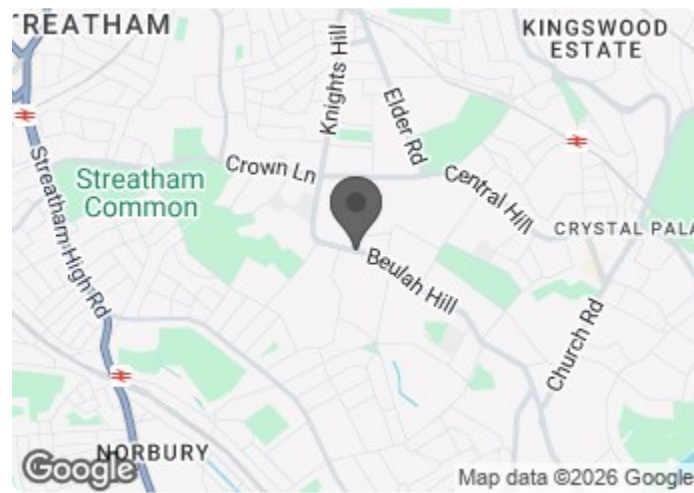 TREATHAM
KINGSWOOD
ESTATE
Knights Hill
Elder Rd
Crown Ln
Streatham
Common
Central Hill
Streatham High Rd
CRYSTAL PALA
Beulah Hill
Church Rd
NORBURY
Google
Map data ©2026 Google